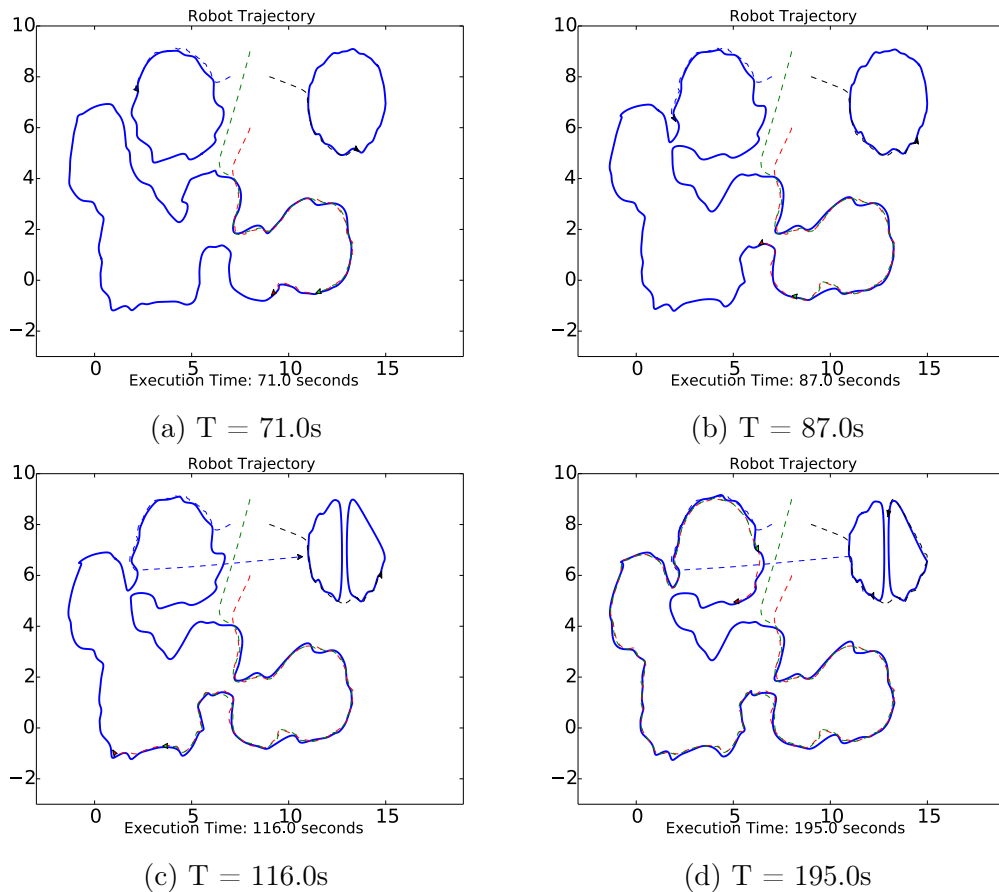 Robot Trajectory
Robot Trajectory
10
8
6
4
2
0
−2
0 5 10 15
Execution Time: 71.0 seconds
10
8
6
4
2
0
−2
0 5 10 15
Execution Time: 87.0 seconds
(a) T = 71.0s
(b) T = 87.0s
Robot Trajectory
Robot Trajectory
10
8
6
4
2
0
−2
0 5 10 15
Execution Time: 116.0 seconds
10
8
6
4
2
0
−2
0 5 10 15
Execution Time: 195.0 seconds
(c) T = 116.0s
(d) T = 195.0s